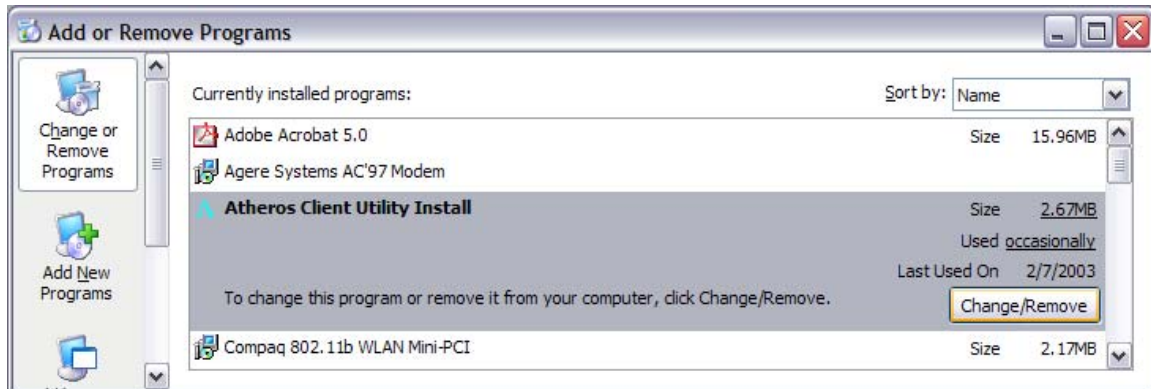 Add or Remove Programs
Change or
Remove
Programs
Add New
Programs
Currently installed programs:
Sort by: Name
Adobe Acrobat 5.0 Size 15.96MB
Agere Systems AC'97 Modem
Atheros Client Utility Install Size 2.67MB
Used occasionally
Last Used On 2/7/2003
To change this program or remove it from your computer, click Change/Remove.
Change/Remove
Compaq 802.11b WLAN Mini-PCI Size 2.17MB